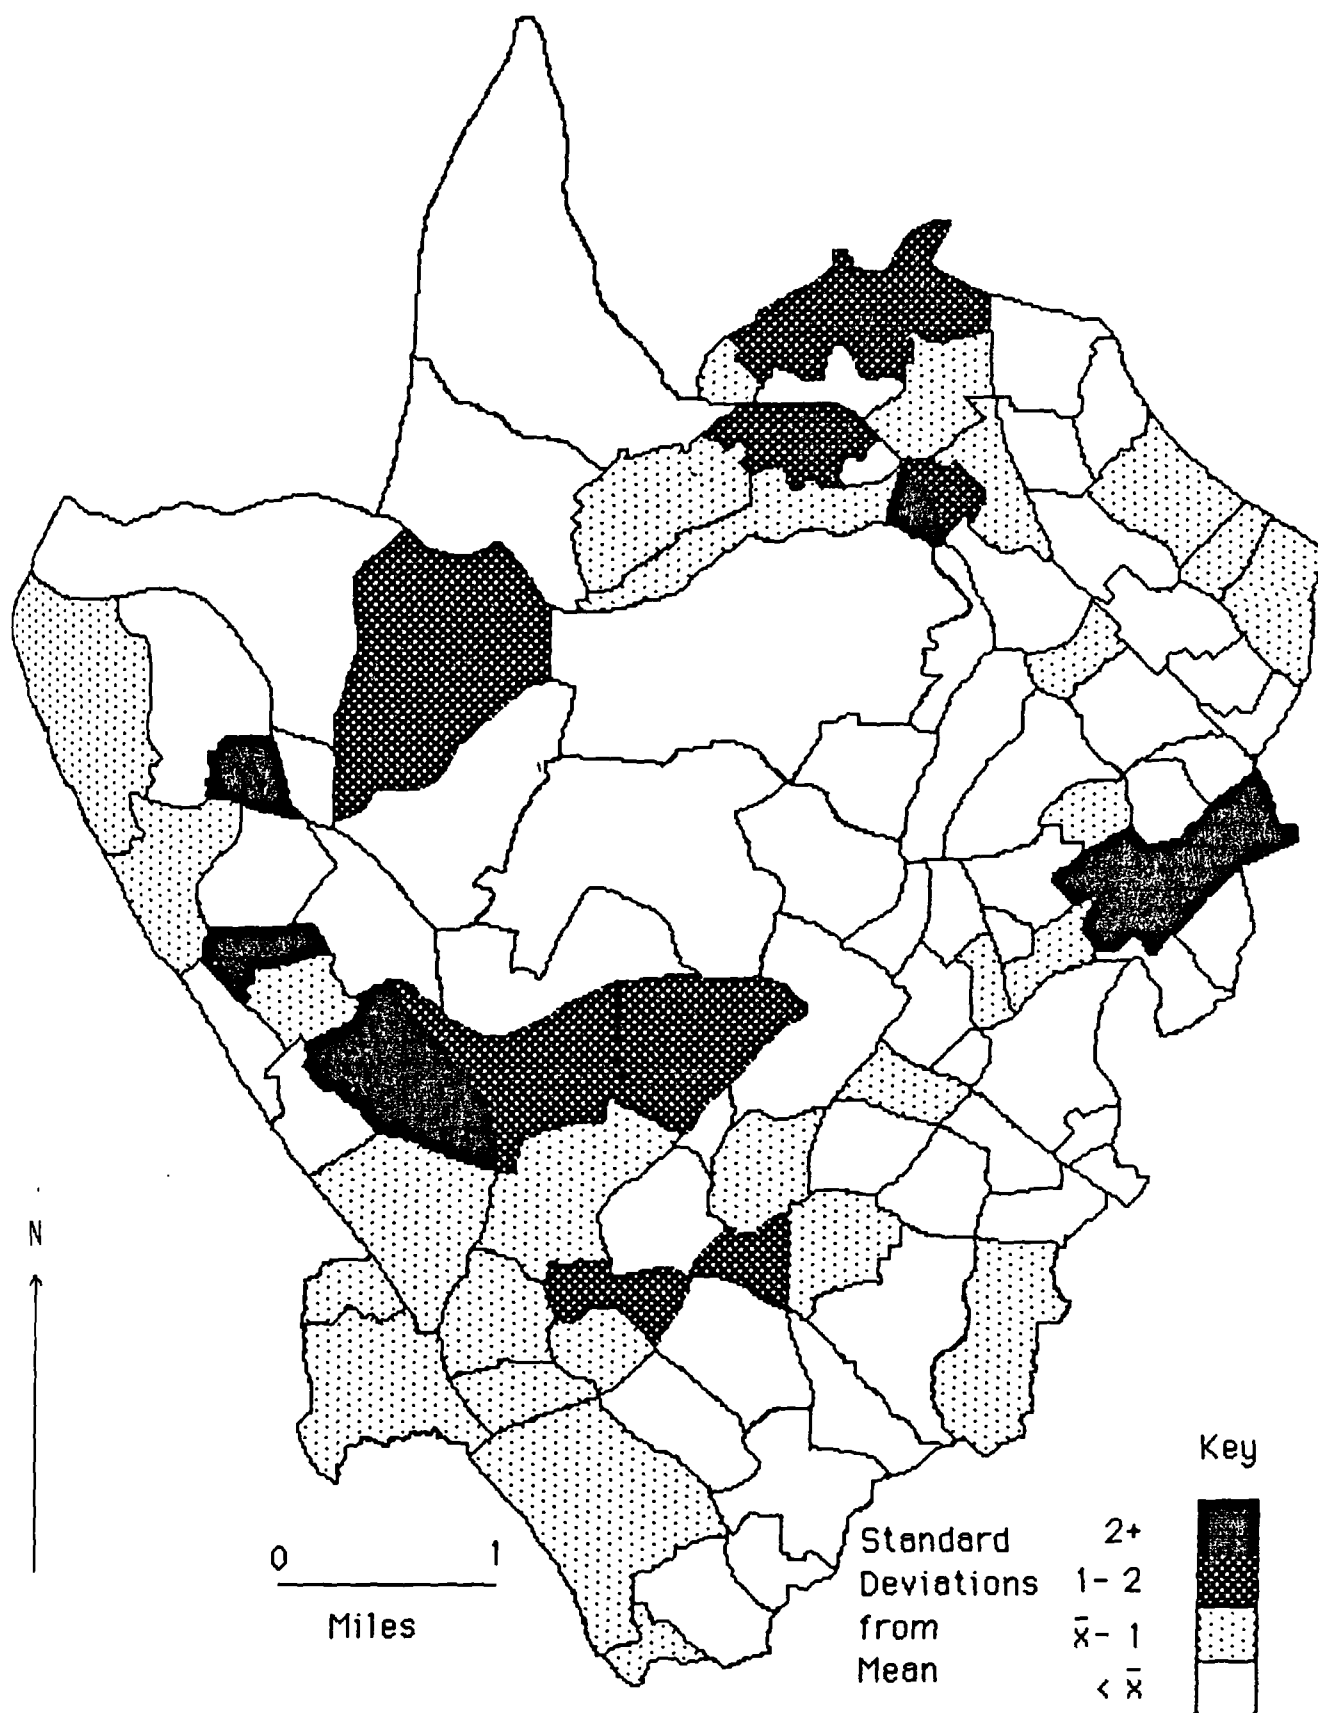 N
0 1
Miles
Key
Standard 2+
Deviations 1-2
from x̄-1
Mean < x̄